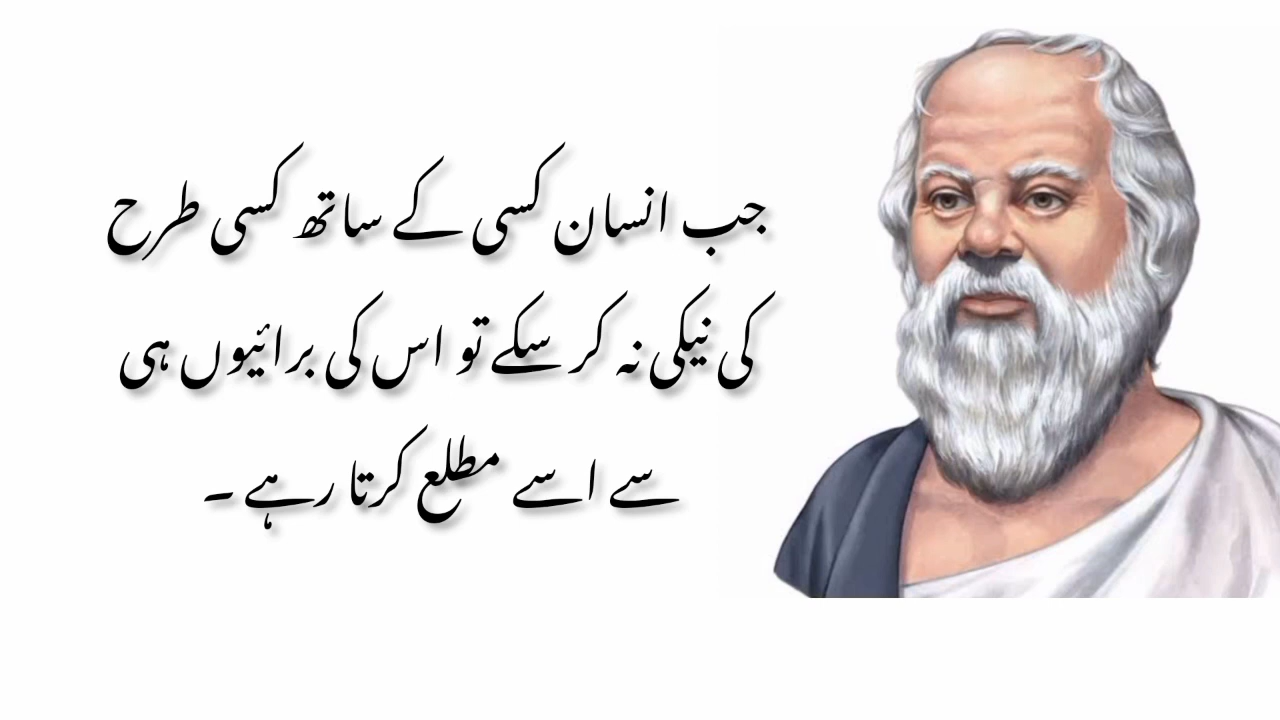 جب انسان کسی کے ساتھ کسی طرح
کی نیکی نہ کر سکے تو اس کی برائیوں ہی
سے اسے مطلع کرتا رہے ۔